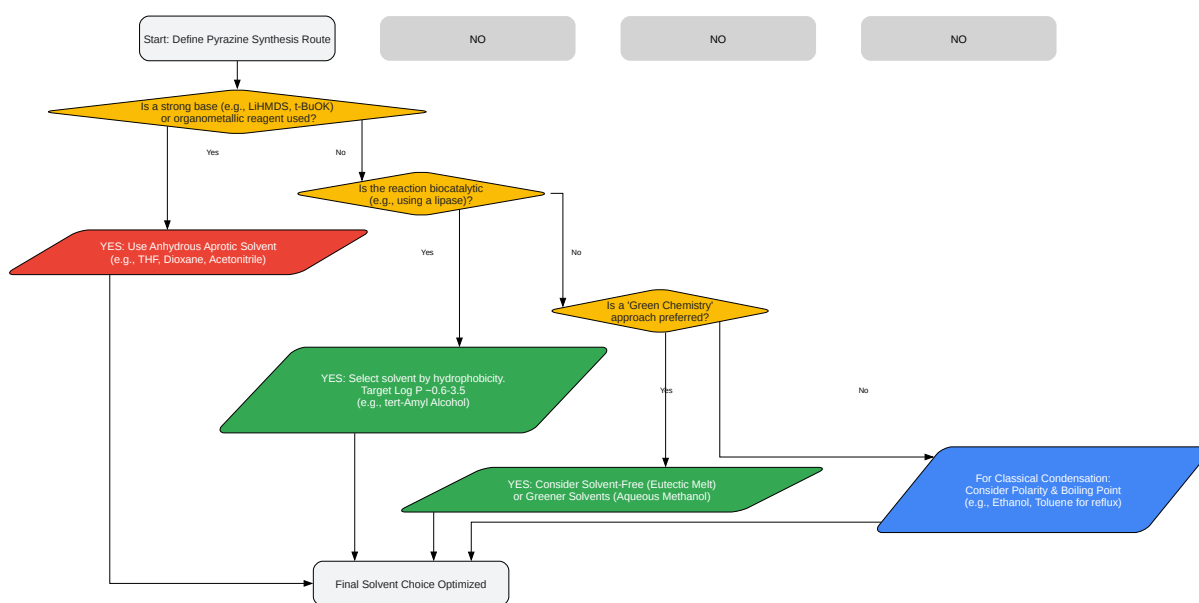 Start: Define Pyrazine Synthesis Route
NO
NO
NO
Is a strong base (e.g., LiHMDS, t-BuOK)
or organometallic reagent used?
Yes
No
Is the reaction biocatalytic
(e.g., using a lipase)?
YES: Use Anhydrous Aprotic Solvent
(e.g., THF, Dioxane, Acetonitrile)
Yes
No
Is a 'Green Chemistry'
approach preferred?
YES: Select solvent by hydrophobicity.
Target Log P ~0.6-3.5
(e.g., tert-Amyl Alcohol)
Yes
No
YES: Consider Solvent-Free (Eutectic Melt)
or Greener Solvents (Aqueous Methanol)
For Classical Condensation:
Consider Polarity & Boiling Point
(e.g., Ethanol, Toluene for reflux)
Final Solvent Choice Optimized